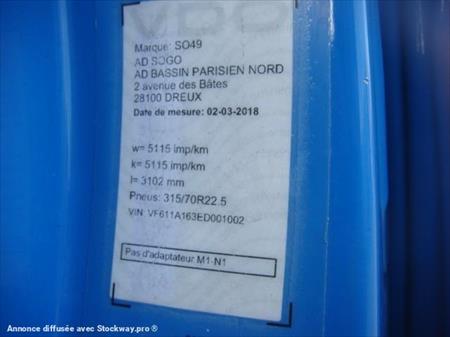 VDO
Marque: SO49
AD SOGO
AD BASSIN PARISIEN NORD
2 avenue des Bâtes
28100 DREUX
Date de mesure: 02-03-2018
w= 5115 imp/km
k= 5115 imp/km
l= 3102 mm
Pneus: 315/70R22.5
VIN: VF611A163ED001002
Pas d'adaptateur M1-N1
Annonce diffusée avec Stockway.pro ®